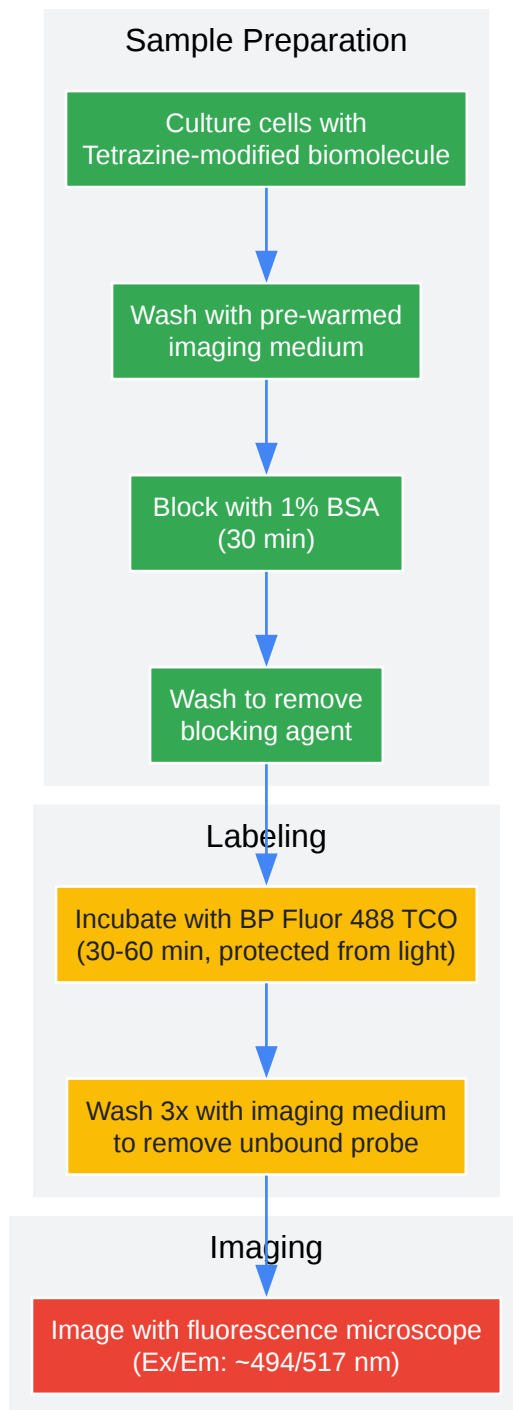 Sample Preparation
Culture cells with
Tetrazine-modified biomolecule
Wash with pre-warmed
imaging medium
Block with 1% BSA
(30 min)
Wash to remove
blocking agent
Labeling
Incubate with BP Fluor 488 TCO
(30-60 min, protected from light)
Wash 3x with imaging medium
to remove unbound probe
Imaging
Image with fluorescence microscope
(Ex/Em: ~494/517 nm)